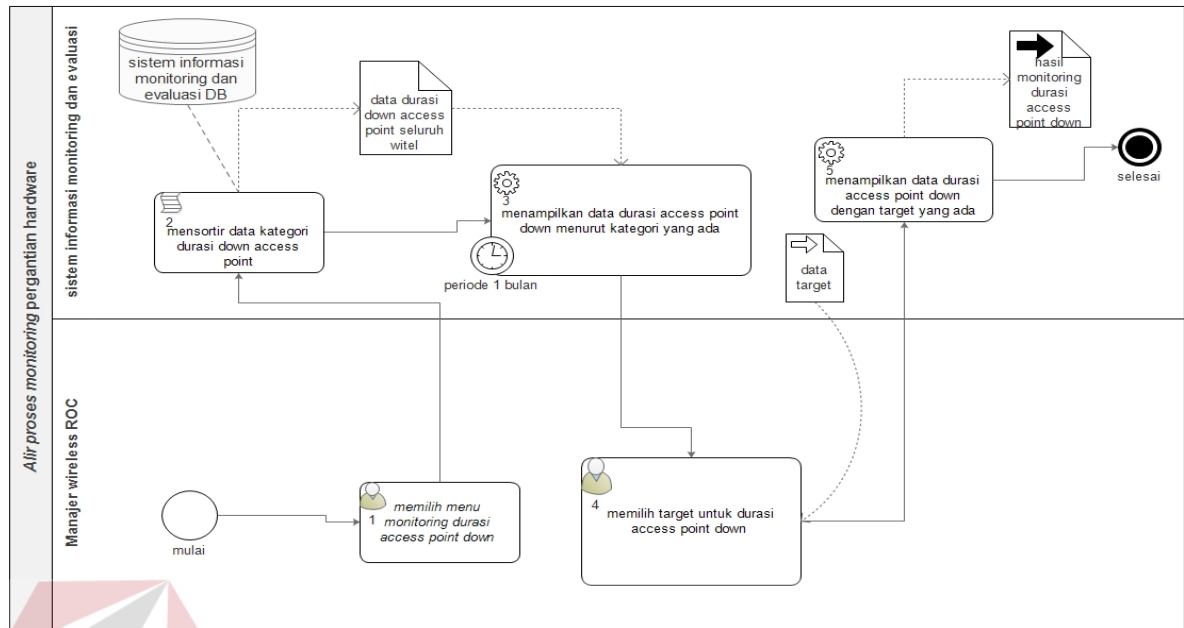 Alir proses monitoring pergantian hardware
sistem informasi monitoring dan evaluasi
sistem informasi
monitoring dan
evaluasi DB
data durasi
down access
point seluruh
witel
hasil
monitoring
durasi
access
point down
2
mensortir data kategori
durasi down access
point
3
menampilkan data durasi access point
down menurut kategori yang ada
periode 1 bulan
5
menampilkan data durasi
access point down
dengan target yang ada
selesai
data
target
Manajer wireless ROC
mulai
1
memilih menu
monitoring durasi
access point down
4
memilih target untuk durasi
access point down